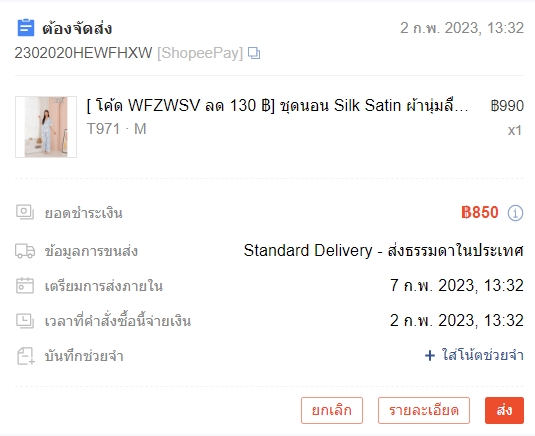 ต้องจัดส่ง 2 ก.พ. 2023, 13:32
2302020HEWFHXW [ShopeePay]
[ โค้ด WFZWSV ลด 130 ฿] ชุดนอน Silk Satin ผ้านุ่มลื่... ฿990
T971 · M x1
ยอดชำระเงิน ฿850
ข้อมูลการขนส่ง Standard Delivery - ส่งธรรมดาในประเทศ
เตรียมการส่งภายใน 7 ก.พ. 2023, 13:32
เวลาที่คำสั่งซื้อนี้จ่ายเงิน 2 ก.พ. 2023, 13:32
บันทึกช่วยจำ + ใส่โน้ตช่วยจำ
ยกเลิก รายละเอียด ส่ง